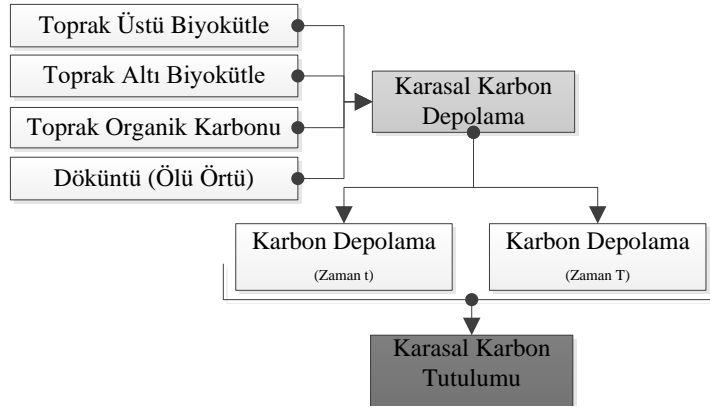 Toprak Üstü Biyokütle
Toprak Altı Biyokütle
Toprak Organik Karbonu
Döküntü (Ölü Örtü)
Karasal Karbon
Depolama
Karbon Depolama
(Zaman t)
Karbon Depolama
(Zaman T)
Karasal Karbon
Tutulumu